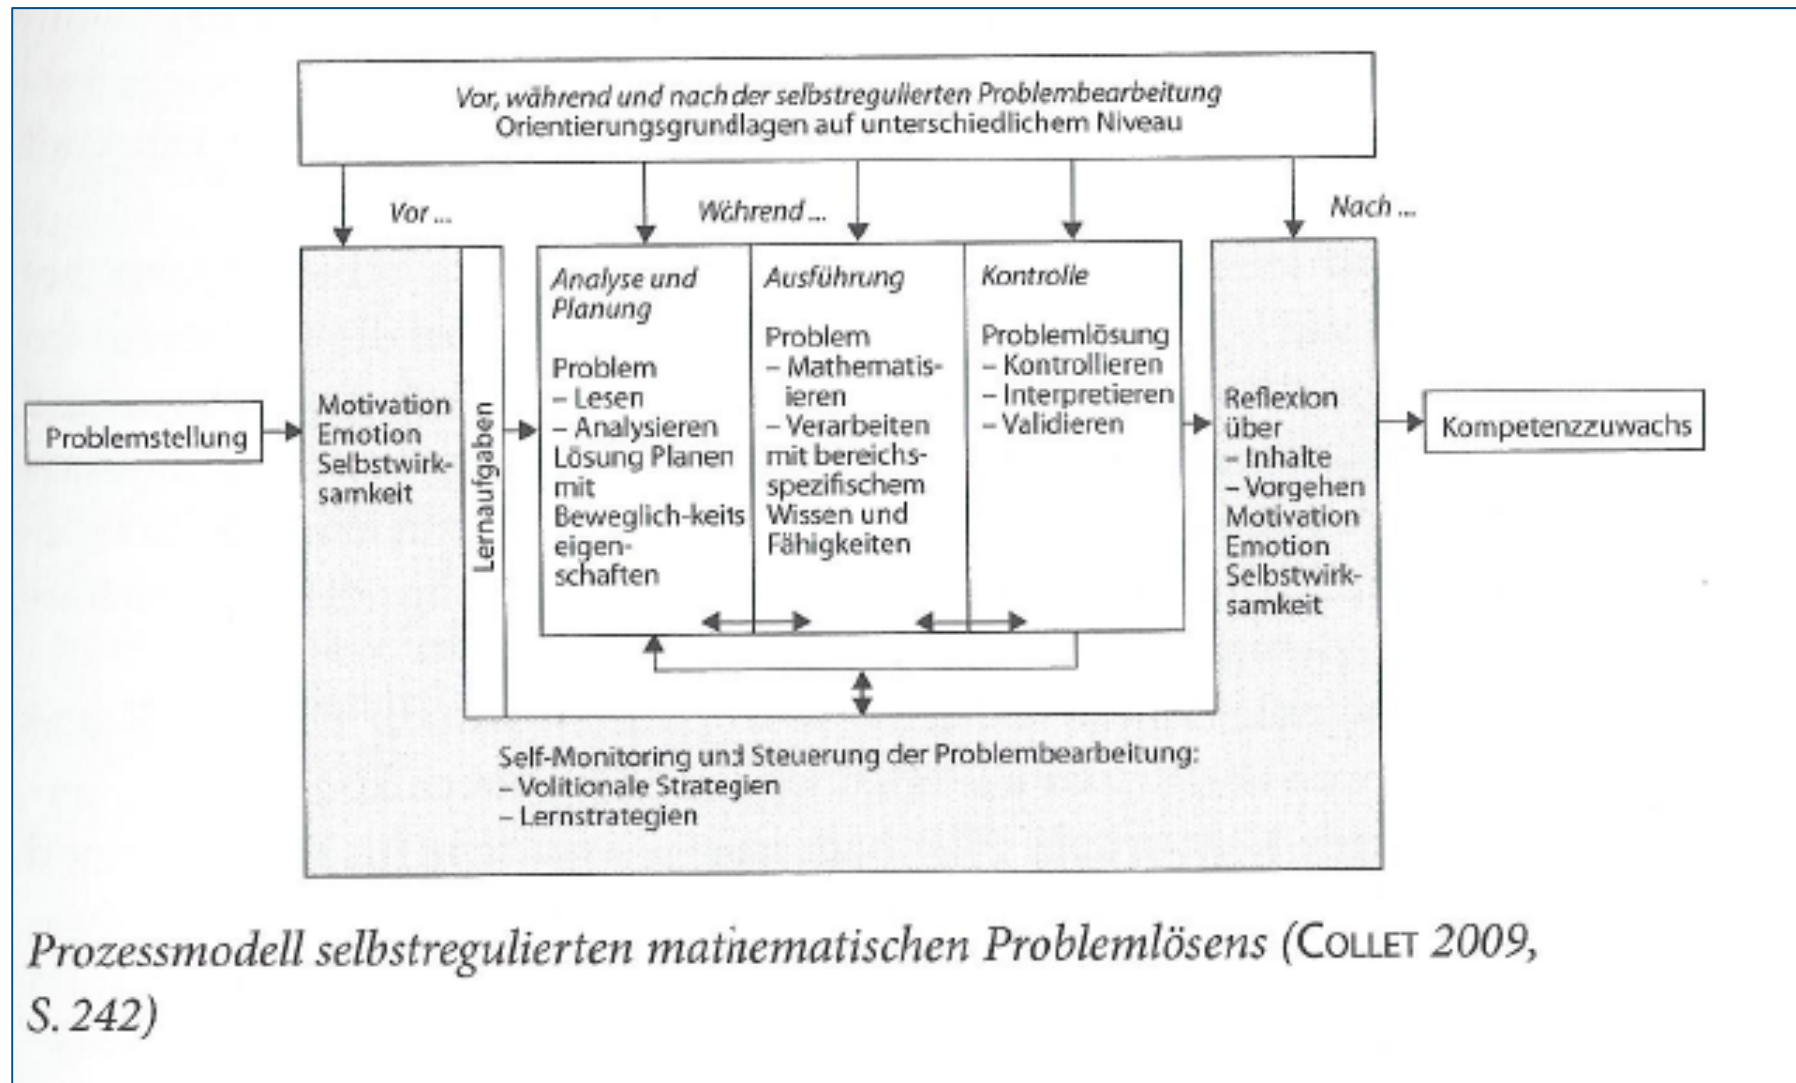 Vor, während und nach der selbstregulierten Problembearbeitung
Orientierungsgrundlagen auf unterschiedlichem Niveau
Vor ...
Während ...
Nach ...
Problemstellung
Motivation
Emotion
Selbstwirk-
samkeit
Lernaufgaben
Analyse und
Planung
Problem
– Lesen
– Analysieren
Lösung Planen
mit
Beweglich-keits
eigen-
schaften
Ausführung
Problem
– Mathematis-
ieren
– Verarbeiten
mit bereichs-
spezifischem
Wissen und
Fähigkeiten
Kontrolle
Problemlösung
– Kontrollieren
– Interpretieren
– Validieren
Reflexion
über
– Inhalte
– Vorgehen
Motivation
Emotion
Selbstwirk-
samkeit
Kompetenzzuwachs
Self-Monitoring und Steuerung der Problembearbeitung:
– Volitionale Strategien
– Lernstrategien
Prozessmodell selbstregulierten mathematischen Problemlösens (COLLET 2009,
S. 242)